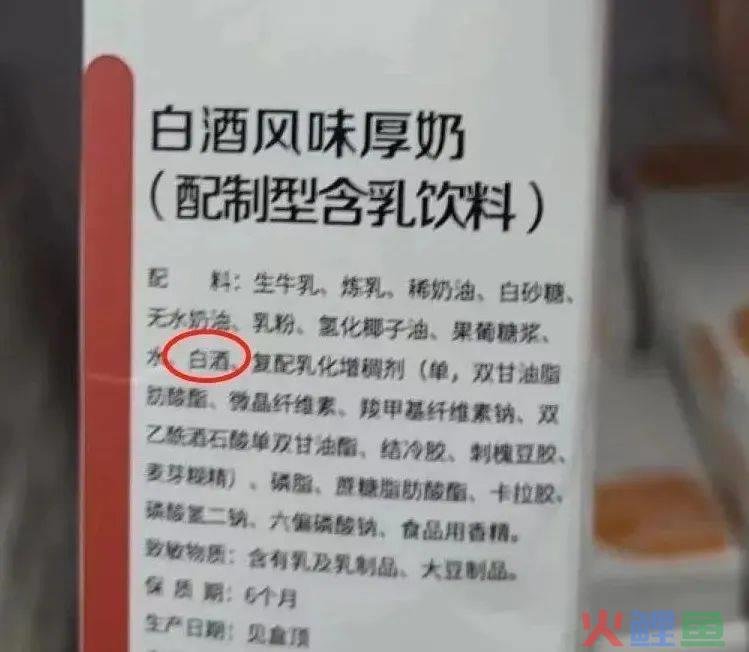 白酒风味厚奶
（配制型含乳饮料）
配 料：生牛乳、炼乳、稀奶油、白砂糖、
无水奶油、乳粉、氢化椰子油、果葡糖浆、
水、白酒、复配乳化增稠剂（单，双甘油脂
肪酸酯、微晶纤维素、羧甲基纤维素钠、双
乙酰酒石酸单双甘油酯、结冷胶、刺槐豆胶、
麦芽糊精）、磷脂、蔗糖脂肪酸酯、卡拉胶、
磷酸氢二钠、六偏磷酸钠、食品用香精。
致敏物质：含有乳及乳制品、大豆制品。
保 质 期：6个月
生产日期：见盒顶
火鲤鱼